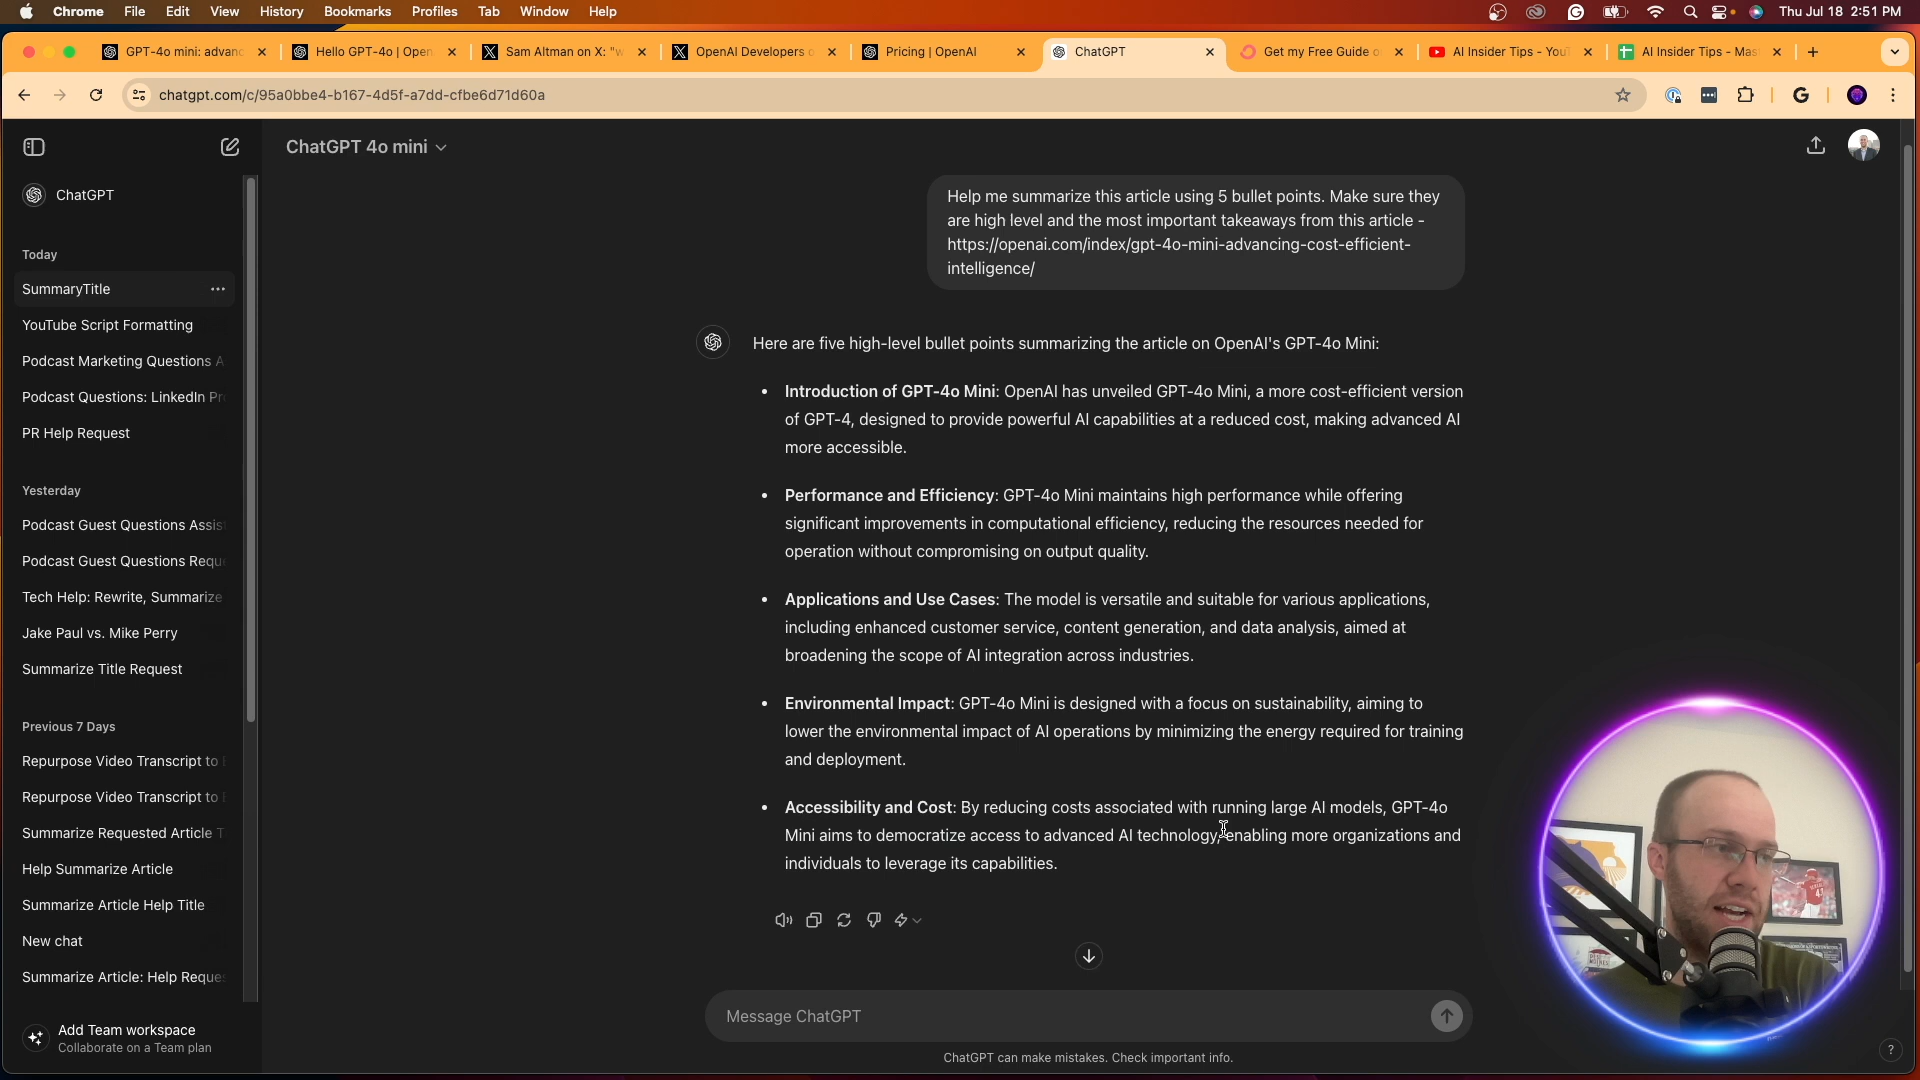 Chrome File Edit View History Bookmarks Profiles Tab Window Help Thu Jul 18 2:51 PM
GPT-4o mini: advanc Hello GPT-4o | Open Sam Altman on X: "w OpenAI Developers o Pricing | OpenAI ChatGPT Get my Free Guide o AI Insider Tips - You AI Insider Tips - Mas
chatgpt.com/c/95a0bbe4-b167-4d5f-a7dd-cfbe6d71d60a
ChatGPT 4o mini
ChatGPT
Today
SummaryTitle
YouTube Script Formatting
Podcast Marketing Questions A
Podcast Questions: LinkedIn Pr
PR Help Request
Yesterday
Podcast Guest Questions Assis
Podcast Guest Questions Reque
Tech Help: Rewrite, Summarize
Jake Paul vs. Mike Perry
Summarize Title Request
Previous 7 Days
Repurpose Video Transcript to
Repurpose Video Transcript to
Summarize Requested Article T
Help Summarize Article
Summarize Article Help Title
New chat
Summarize Article: Help Reques
Add Team workspace
Collaborate on a Team plan
Help me summarize this article using 5 bullet points. Make sure they
are high level and the most important takeaways from this article -
https://openai.com/index/gpt-4o-mini-advancing-cost-efficient-
intelligence/
Here are five high-level bullet points summarizing the article on OpenAI's GPT-4o Mini:
• Introduction of GPT-4o Mini: OpenAI has unveiled GPT-4o Mini, a more cost-efficient version
of GPT-4, designed to provide powerful AI capabilities at a reduced cost, making advanced AI
more accessible.
• Performance and Efficiency: GPT-4o Mini maintains high performance while offering
significant improvements in computational efficiency, reducing the resources needed for
operation without compromising on output quality.
• Applications and Use Cases: The model is versatile and suitable for various applications,
including enhanced customer service, content generation, and data analysis, aimed at
broadening the scope of AI integration across industries.
• Environmental Impact: GPT-4o Mini is designed with a focus on sustainability, aiming to
lower the environmental impact of AI operations by minimizing the energy required for training
and deployment.
• Accessibility and Cost: By reducing costs associated with running large AI models, GPT-4o
Mini aims to democratize access to advanced AI technology, enabling more organizations and
individuals to leverage its capabilities.
Message ChatGPT
ChatGPT can make mistakes. Check important info.
?